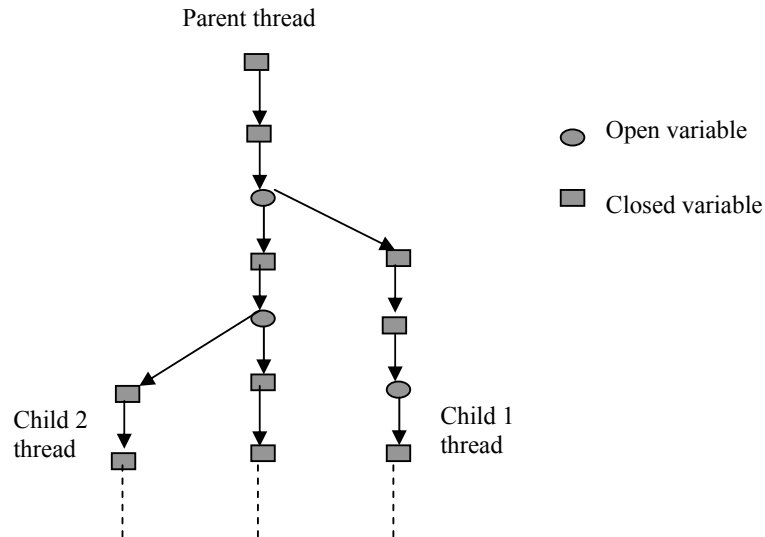 Parent thread
Open variable
Closed variable
Child 2
thread
Child 1
thread